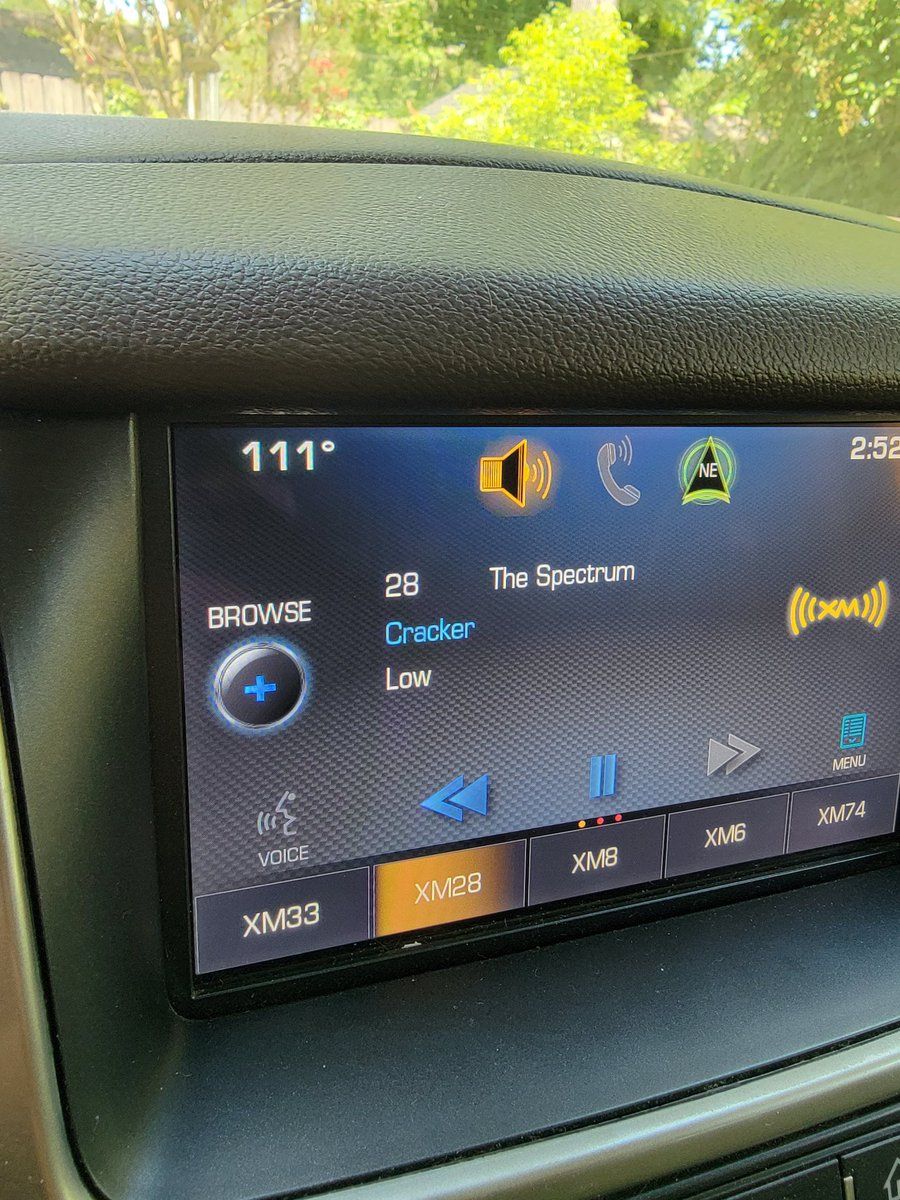 111°
NE
2:52
28 The Spectrum
BROWSE
Cracker
XM
Low
MENU
VOICE
XM33 XM28 XM8 XM6 XM74